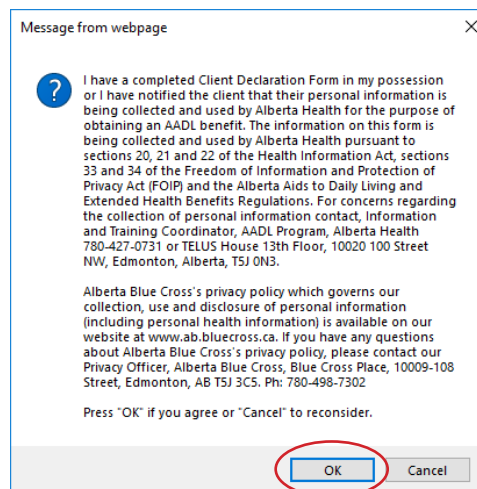 Message from webpage
I have a completed Client Declaration Form in my possession
or I have notified the client that their personal information is
being collected and used by Alberta Health for the purpose of
obtaining an AADL benefit. The information on this form is
being collected and used by Alberta Health pursuant to
sections 20, 21 and 22 of the Health Information Act, sections
33 and 34 of the Freedom of Information and Protection of
Privacy Act (FOIP) and the Alberta Aids to Daily Living and
Extended Health Benefits Regulations. For concerns regarding
the collection of personal information contact, Information
and Training Coordinator, AADL Program, Alberta Health
780-427-0731 or TELUS House 13th Floor, 10020 100 Street
NW, Edmonton, Alberta, T5J 0N3.
Alberta Blue Cross's privacy policy which governs our
collection, use and disclosure of personal information
(including personal health information) is available on our
website at www.ab.bluecross.ca. If you have any questions
about Alberta Blue Cross's privacy policy, please contact our
Privacy Officer, Alberta Blue Cross, Blue Cross Place, 10009-108
Street, Edmonton, AB T5J 3C5. Ph: 780-498-7302
Press "OK" if you agree or "Cancel" to reconsider.
OK Cancel